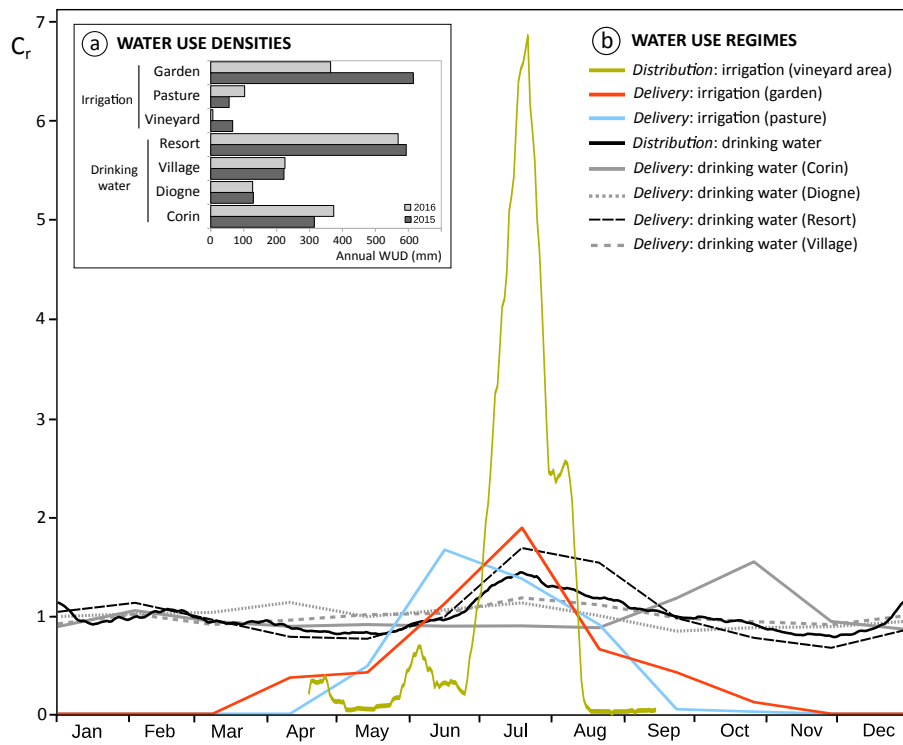 7
6
5
4
3
2
1
0
Cr
a WATER USE DENSITIES
Irrigation
Drinking
water
Garden
Pasture
Vineyard
Resort
Village
Diogne
Corin
2016
2015
0 100 200 300 400 500 600
Annual WUD (mm)
b WATER USE REGIMES
Distribution: irrigation (vineyard area)
Delivery: irrigation (garden)
Delivery: irrigation (pasture)
Distribution: drinking water
Delivery: drinking water (Corin)
Delivery: drinking water (Diogne)
Delivery: drinking water (Resort)
Delivery: drinking water (Village)
Jan Feb Mar Apr May Jun Jul Aug Sep Oct Nov Dec